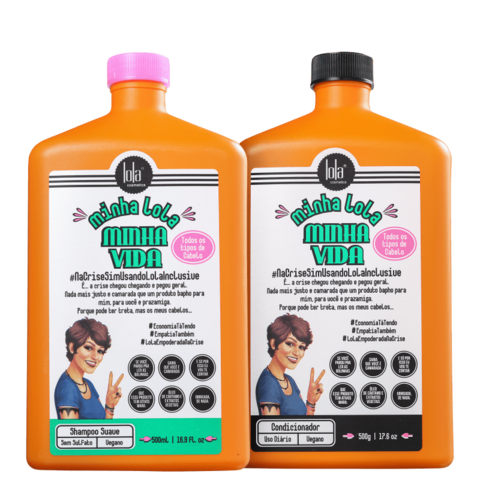 lola
cosmetics
minha lola
MINHA
VIDA
Todos os
tipos de
Cabelo
#NaCriseSimUsandoLolaInclusive
É... a crise chegou chegando e pegou geral.
Nada mais justo e camarada que um produto bapho para
mim, para você e prazamiga.
Porque pode ter treta, mas os meus cabelos...
#EconomiaTáTendo
#EmpatiaTambém
#LolaEmpoderadaDaCrise
Shampoo Suave
Sem Sulfato
Vegano
500ml | 16.9 FL. oz
lola
cosmetics
minha lola
MINHA
VIDA
Todos os
tipos de
Cabelo
#NaCriseSimUsandoLolaInclusive
É... a crise chegou chegando e pegou geral.
Nada mais justo e camarada que um produto bapho para
mim, para você e prazamiga.
Porque pode ter treta, mas os meus cabelos...
#EconomiaTáTendo
#EmpatiaTambém
#LolaEmpoderadaDaCrise
Condicionador
Uso Diário
Vegano
500g | 17.6 oz